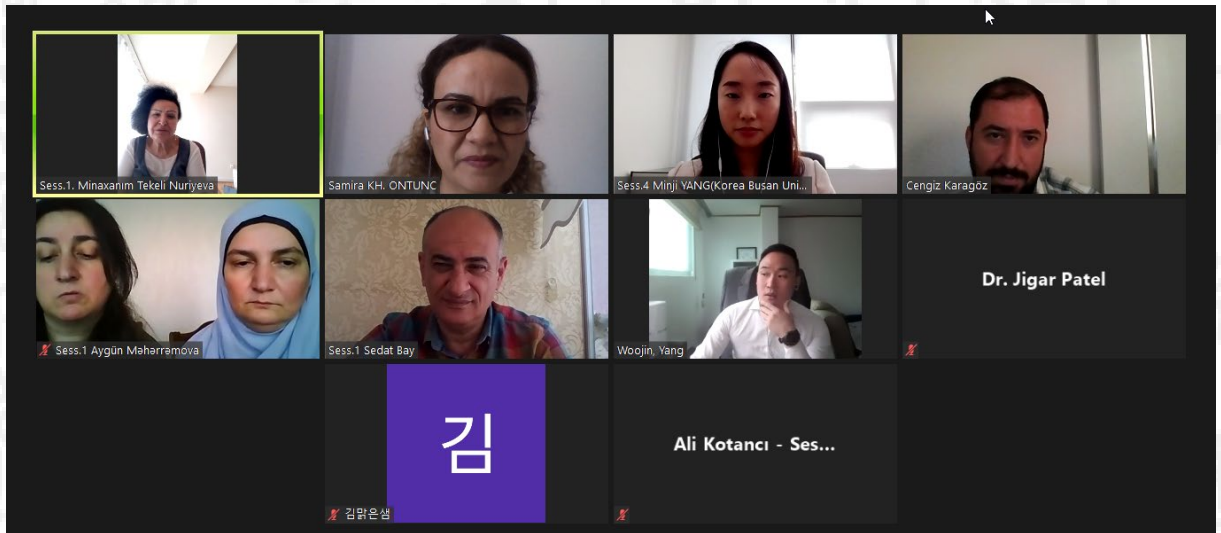 Sess.1. Minaxanım Tekeli Nuriyeva
Samira KH. ONTUNC
Sess.4 Minji YANG(Korea Busan Uni...
Cengiz Karagöz
Sess.1 Aygün Məhərrəmova
Sess.1 Sedat Bay
Woojin, Yang
Dr. Jigar Patel
김
김맑은샘
Ali Kotancı - Ses...